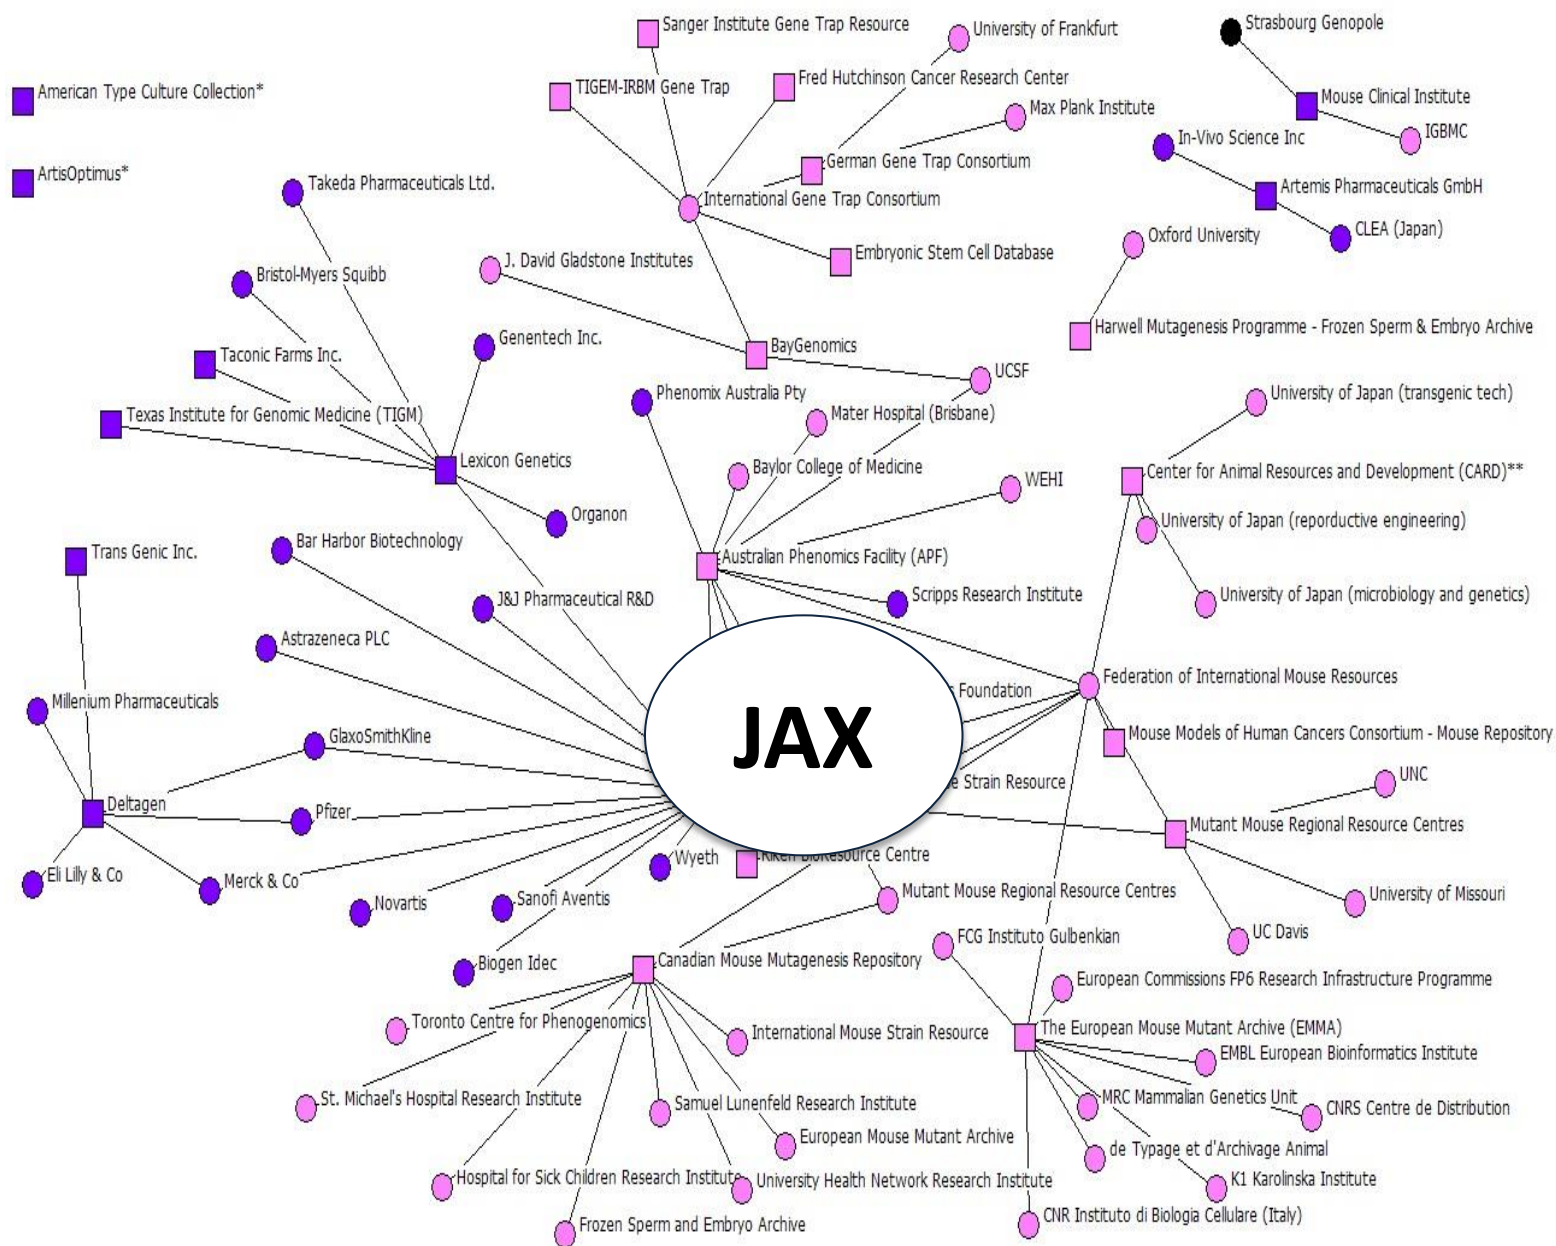 Sanger Institute Gene Trap Resource
University of Frankfurt
Strasbourg Genopole
American Type Culture Collection*
TIGEM-IRBM Gene Trap
Fred Hutchinson Cancer Research Center
Mouse Clinical Institute
Max Plank Institute
IGBMC
In-Vivo Science Inc
ArtisOptimus*
German Gene Trap Consortium
Takeda Pharmaceuticals Ltd.
Artemis Pharmaceuticals GmbH
International Gene Trap Consortium
CLEA (Japan)
Oxford University
Embryonic Stem Cell Database
J. David Gladstone Institutes
Bristol-Myers Squibb
Harwell Mutagenesis Programme - Frozen Sperm & Embryo Archive
Genentech Inc.
BayGenomics
Taconic Farms Inc.
UCSF
Phenomix Australia Pty
University of Japan (transgenic tech)
Mater Hospital (Brisbane)
Texas Institute for Genomic Medicine (TIGM)
Lexicon Genetics
Baylor College of Medicine
WEHI
Center for Animal Resources and Development (CARD)**
Organon
University of Japan (reporductive engineering)
Bar Harbor Biotechnology
Trans Genic Inc.
Australian Phenomics Facility (APF)
J&J Pharmaceutical R&D
Scripps Research Institute
University of Japan (microbiology and genetics)
Astrazeneca PLC
Federation of International Mouse Resources
Foundation
Millenium Pharmaceuticals
GlaxoSmithKline
JAX
Mouse Models of Human Cancers Consortium - Mouse Repository
Strain Resource
UNC
Deltagen
Pfizer
Mutant Mouse Regional Resource Centres
Eli Lilly & Co
Merck & Co
Wyeth
Riken BioResource Centre
Mutant Mouse Regional Resource Centres
University of Missouri
Novartis
Sanofi Aventis
FCG Instituto Gulbenkian
UC Davis
Biogen Idec
Canadian Mouse Mutagenesis Repository
European Commissions FP6 Research Infrastructure Programme
Toronto Centre for Phenogenomics
International Mouse Strain Resource
The European Mouse Mutant Archive (EMMA)
EMBL European Bioinformatics Institute
St. Michael's Hospital Research Institute
Samuel Lunenfeld Research Institute
MRC Mammalian Genetics Unit
CNRS Centre de Distribution
European Mouse Mutant Archive
de Typage et d'Archivage Animal
Hospital for Sick Children Research Institute
University Health Network Research Institute
K1 Karolinska Institute
Frozen Sperm and Embryo Archive
CNR Instituto di Biologia Cellulare (Italy)